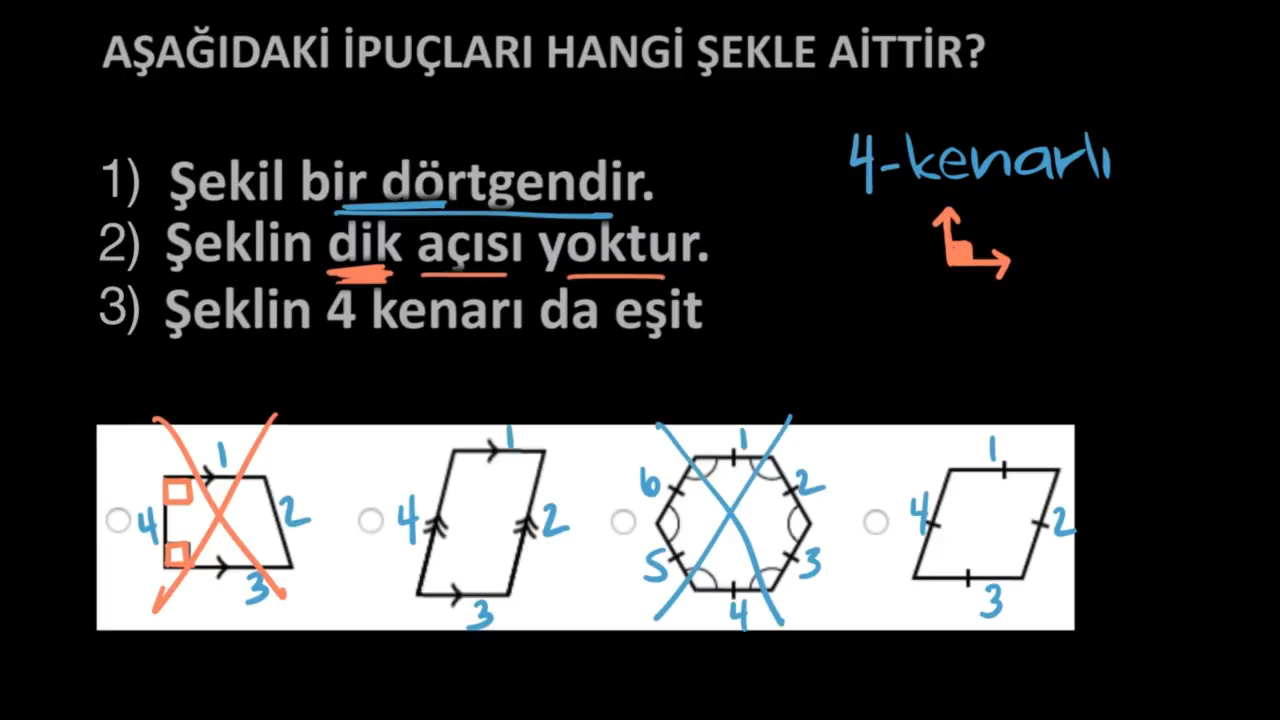 AŞAĞIDAKİ İPUÇLARI HANGİ ŞEKLE AİTTİR?
1) Şekil bir dörtgendir.
4-kenarlı
2) Şeklin dik açısı yoktur.
3) Şeklin 4 kenarı da eşit
1 2 3 4
1 2 3 4
1 2 3 4 5 6
1 2 3 4